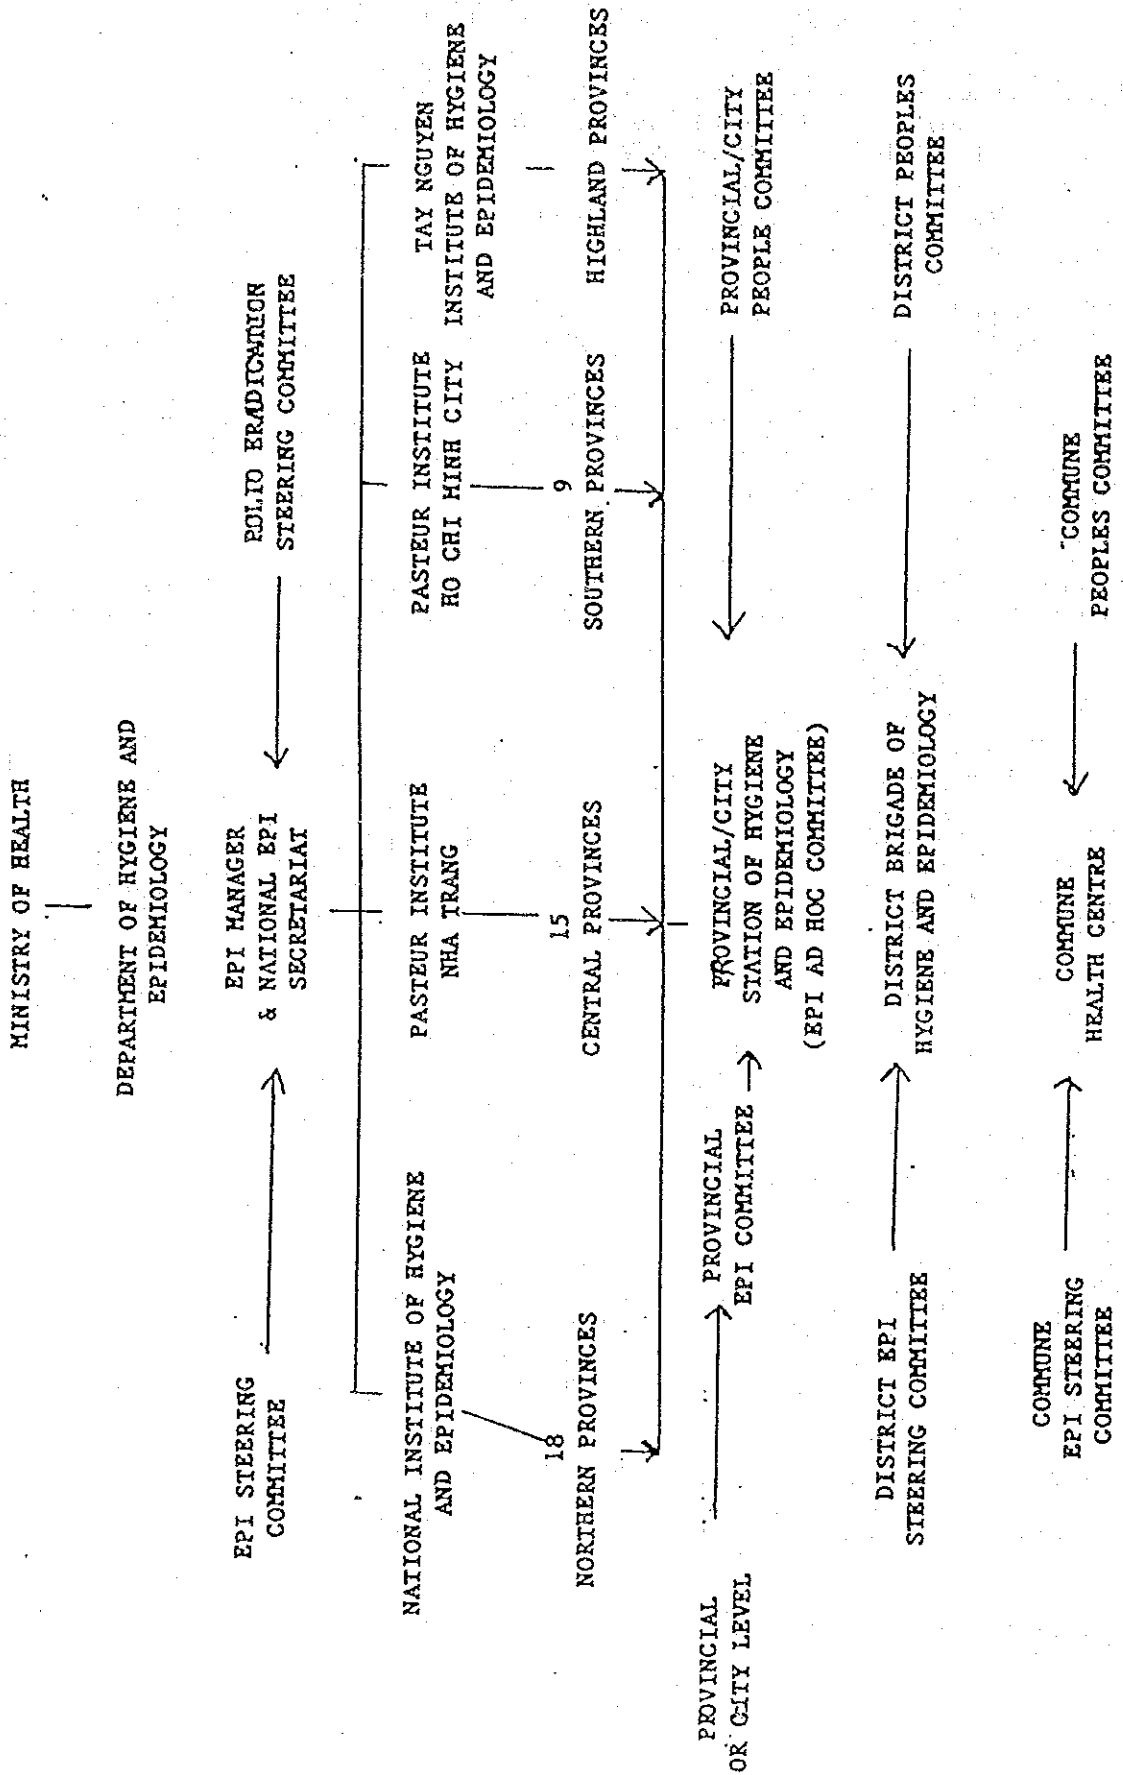 MINISTRY OF HEALTH
DEPARTMENT OF HYGIENE AND
EPIDEMIOLOGY
EPI STEERING
COMMITTEE
EPI MANAGER
& NATIONAL EPI
SECRETARIAT
POLIO ERADICATION
STEERING COMMITTEE
NATIONAL INSTITUTE OF HYGIENE
AND EPIDEMIOLOGY
PASTEUR INSTITUTE
NHA TRANG
PASTEUR INSTITUTE
HO CHI MINH CITY
TAY NGUYEN
INSTITUTE OF HYGIENE
AND EPIDEMIOLOGY
18
NORTHERN PROVINCES
15
CENTRAL PROVINCES
9
SOUTHERN PROVINCES
HIGHLAND PROVINCES
PROVINCIAL
OR CITY LEVEL
PROVINCIAL
EPI COMMITTEE
PROVINCIAL/CITY
STATION OF HYGIENE
AND EPIDEMIOLOGY
(EPI AD HOC COMMITTEE)
PROVINCIAL/CITY
PEOPLE COMMITTEE
DISTRICT EPI
STEERING COMMITTEE
DISTRICT BRIGADE OF
HYGIENE AND EPIDEMIOLOGY
DISTRICT PEOPLES
COMMITTEE
COMMUNE
EPI STEERING
COMMITTEE
COMMUNE
HEALTH CENTRE
COMMUNE
PEOPLES COMMITTEE